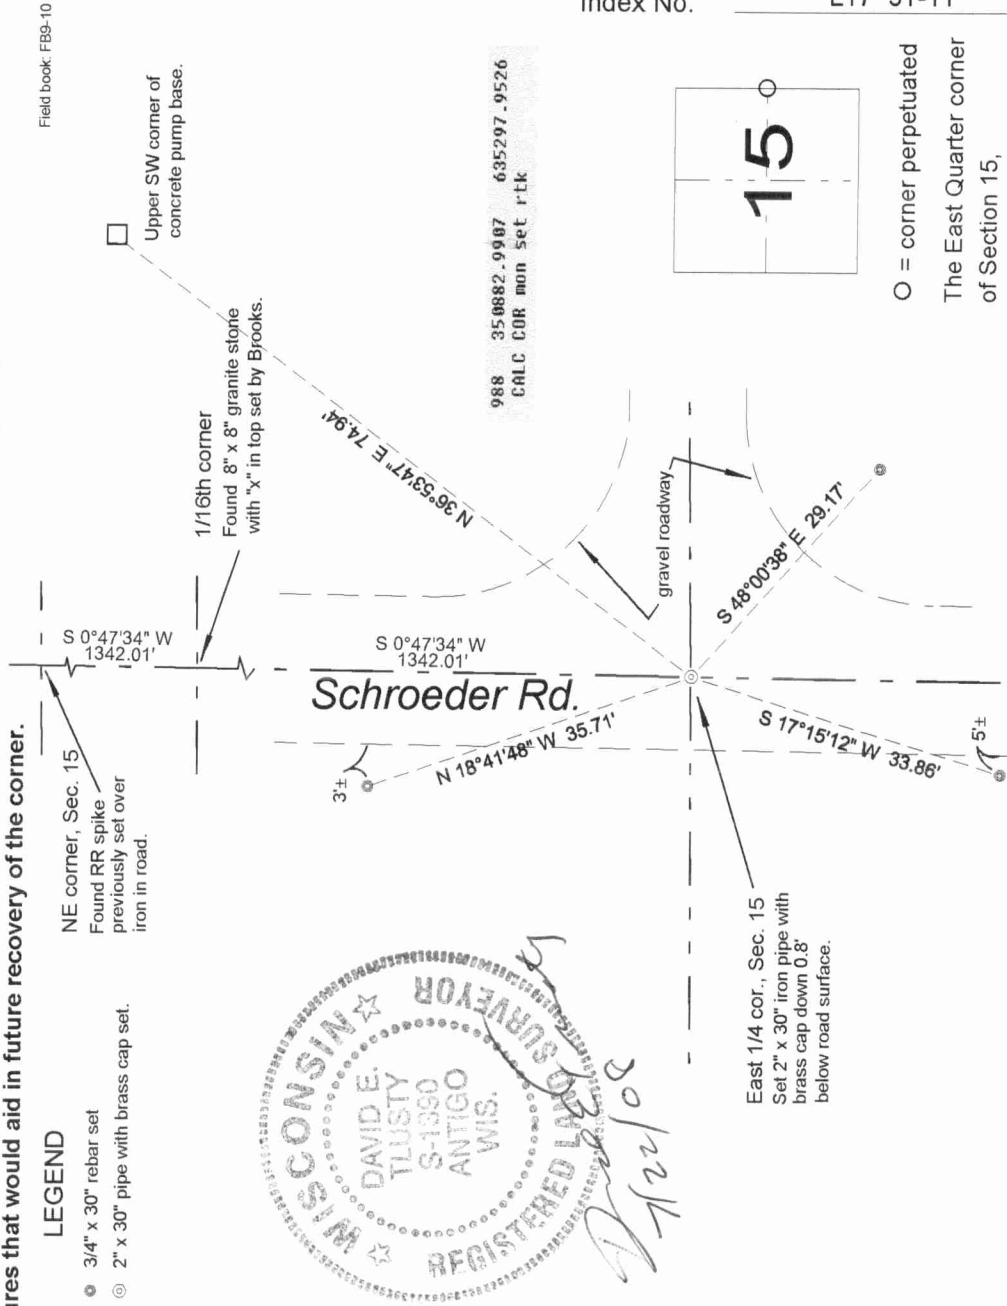 ures that would aid in future recovery of the corner.
LEGEND
3/4" x 30" rebar set
2" x 30" pipe with brass cap set.
Field book: FB9-10
Index No.
NE corner, Sec. 15
Found RR spike
previously set over
iron in road.
S 0°47'34" W
1342.01'
1/16th corner
Found 8" x 8" granite stone
with "x" in top set by Brooks.
Upper SW corner of
concrete pump base.
S 0°47'34" W
1342.01'
Schroeder Rd.
3'±
N 18°41'48" W 35.71'
N 36°53'47" E 74.94'
gravel roadway
S 48°00'38" E 29.17'
S 17°15'12" W 33.86'
5'±
East 1/4 cor., Sec. 15
Set 2" x 30" iron pipe with
brass cap down 0.8'
below road surface.
988 350882.9907 635297.9526
CALC COR mon set rtk
15
O = corner perpetuated
The East Quarter corner
of Section 15,
WISCONSIN
DAVID E.
TLUSTY
S-1390
ANTIGO
WIS.
REGISTERED LAND SURVEYOR